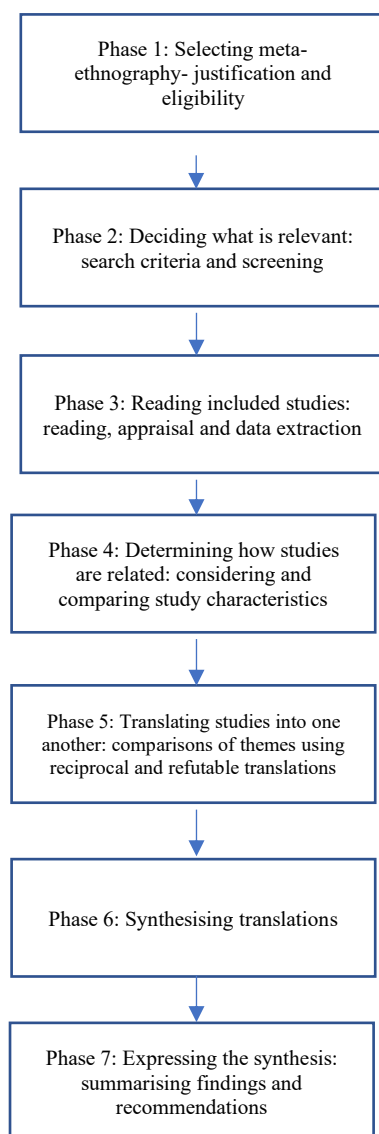 Phase 1: Selecting meta-
ethnography- justification and
eligibility
Phase 2: Deciding what is relevant:
search criteria and screening
Phase 3: Reading included studies:
reading, appraisal and data extraction
Phase 4: Determining how studies
are related: considering and
comparing study characteristics
Phase 5: Translating studies into one
another: comparisons of themes using
reciprocal and refutable translations
Phase 6: Synthesising translations
Phase 7: Expressing the synthesis:
summarising findings and
recommendations